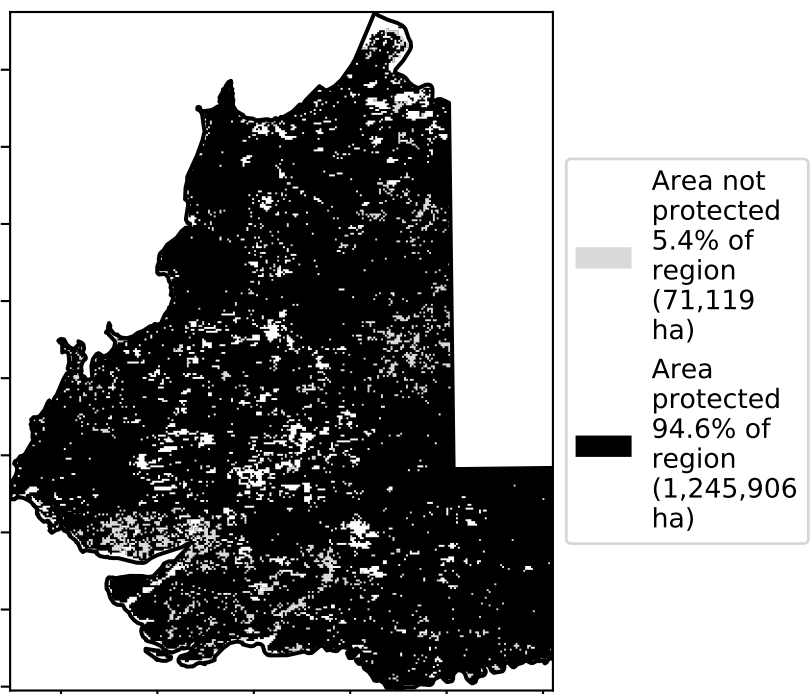 Area not
protected
5.4% of
region
(71,119
ha)
Area
protected
94.6% of
region
(1,245,906
ha)